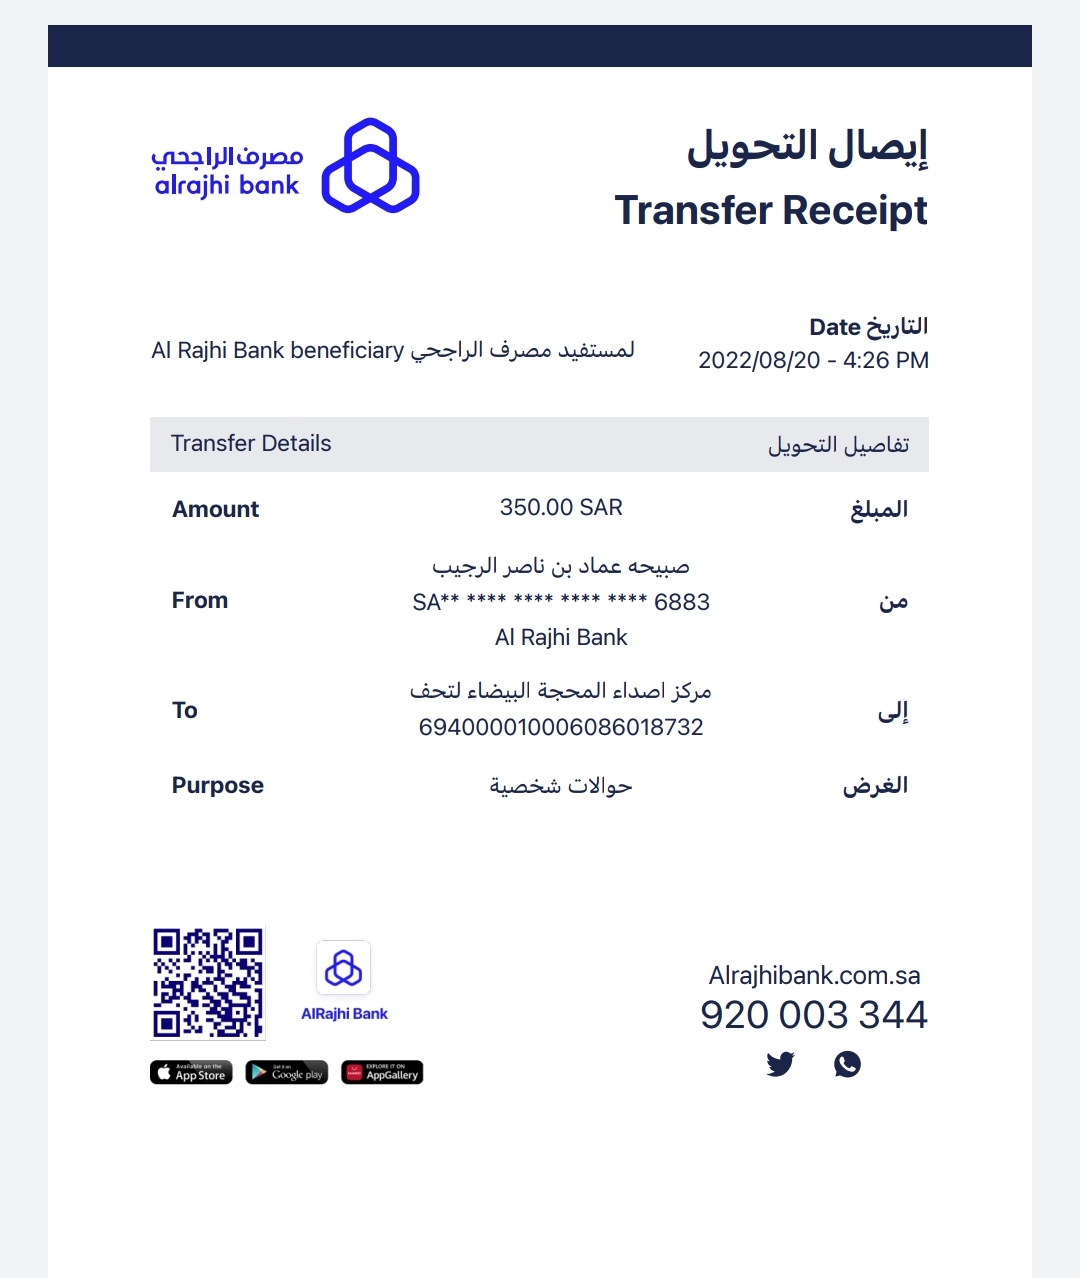 مصرف الراجحي
alrajhi bank
إيصال التحويل
Transfer Receipt
التاريخ Date
2022/08/20 - 4:26 PM
Al Rajhi Bank beneficiary لمستفيد مصرف الراجحي
Transfer Details تفاصيل التحويل
Amount 350.00 SAR المبلغ
صبيحه عماد بن ناصر الرجيب
From SA** **** **** **** **** 6883 من
Al Rajhi Bank
مركز اصداء المحجة البيضاء لتحف
To إلى
694000010006086018732
Purpose حوالات شخصية الغرض
AlRajhi Bank
Available on the App Store
Get it on Google play
EXPLORE IT ON AppGallery
Alrajhibank.com.sa
920 003 344